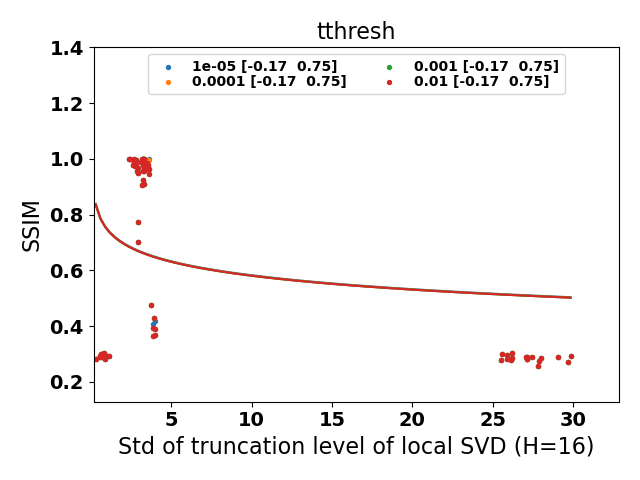 tthresh
1e-05 [-0.17  0.75]
0.0001 [-0.17  0.75]
0.001 [-0.17  0.75]
0.01 [-0.17  0.75]
SSIM
1.4
1.2
1.0
0.8
0.6
0.4
0.2
5 10 15 20 25 30
Std of truncation level of local SVD (H=16)